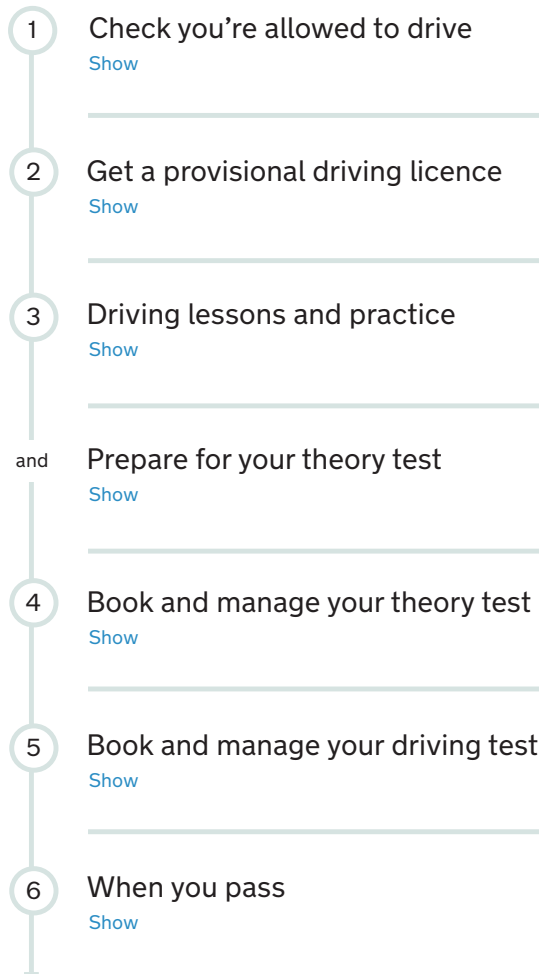 1 Check you’re allowed to drive
Show
2 Get a provisional driving licence
Show
3 Driving lessons and practice
Show
and Prepare for your theory test
Show
4 Book and manage your theory test
Show
5 Book and manage your driving test
Show
6 When you pass
Show